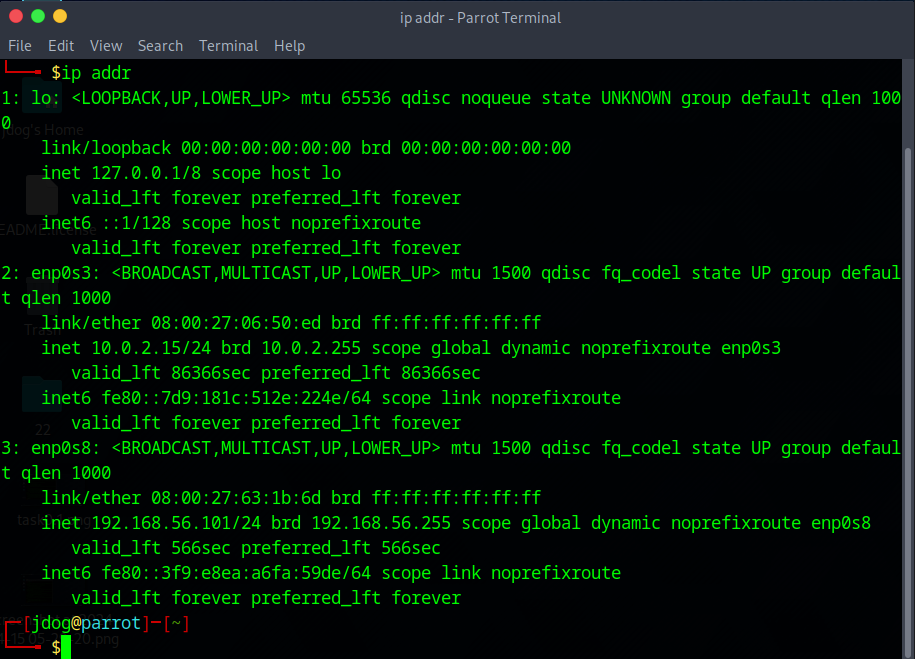 ip addr - Parrot Terminal
File Edit View Search Terminal Help
$ip addr
1: lo: <LOOPBACK,UP,LOWER_UP> mtu 65536 qdisc noqueue state UNKNOWN group default qlen 100
0
link/loopback 00:00:00:00:00:00 brd 00:00:00:00:00:00
inet 127.0.0.1/8 scope host lo
valid_lft forever preferred_lft forever
inet6 ::1/128 scope host noprefixroute
valid_lft forever preferred_lft forever
2: enp0s3: <BROADCAST,MULTICAST,UP,LOWER_UP> mtu 1500 qdisc fq_codel state UP group defaul
t qlen 1000
link/ether 08:00:27:06:50:ed brd ff:ff:ff:ff:ff:ff
inet 10.0.2.15/24 brd 10.0.2.255 scope global dynamic noprefixroute enp0s3
valid_lft 86366sec preferred_lft 86366sec
inet6 fe80::7d9:181c:512e:224e/64 scope link noprefixroute
valid_lft forever preferred_lft forever
3: enp0s8: <BROADCAST,MULTICAST,UP,LOWER_UP> mtu 1500 qdisc fq_codel state UP group defaul
t qlen 1000
link/ether 08:00:27:63:1b:6d brd ff:ff:ff:ff:ff:ff
inet 192.168.56.101/24 brd 192.168.56.255 scope global dynamic noprefixroute enp0s8
valid_lft 566sec preferred_lft 566sec
inet6 fe80::3f9:e8ea:a6fa:59de/64 scope link noprefixroute
valid_lft forever preferred_lft forever
[jdog@parrot]─[~]
$